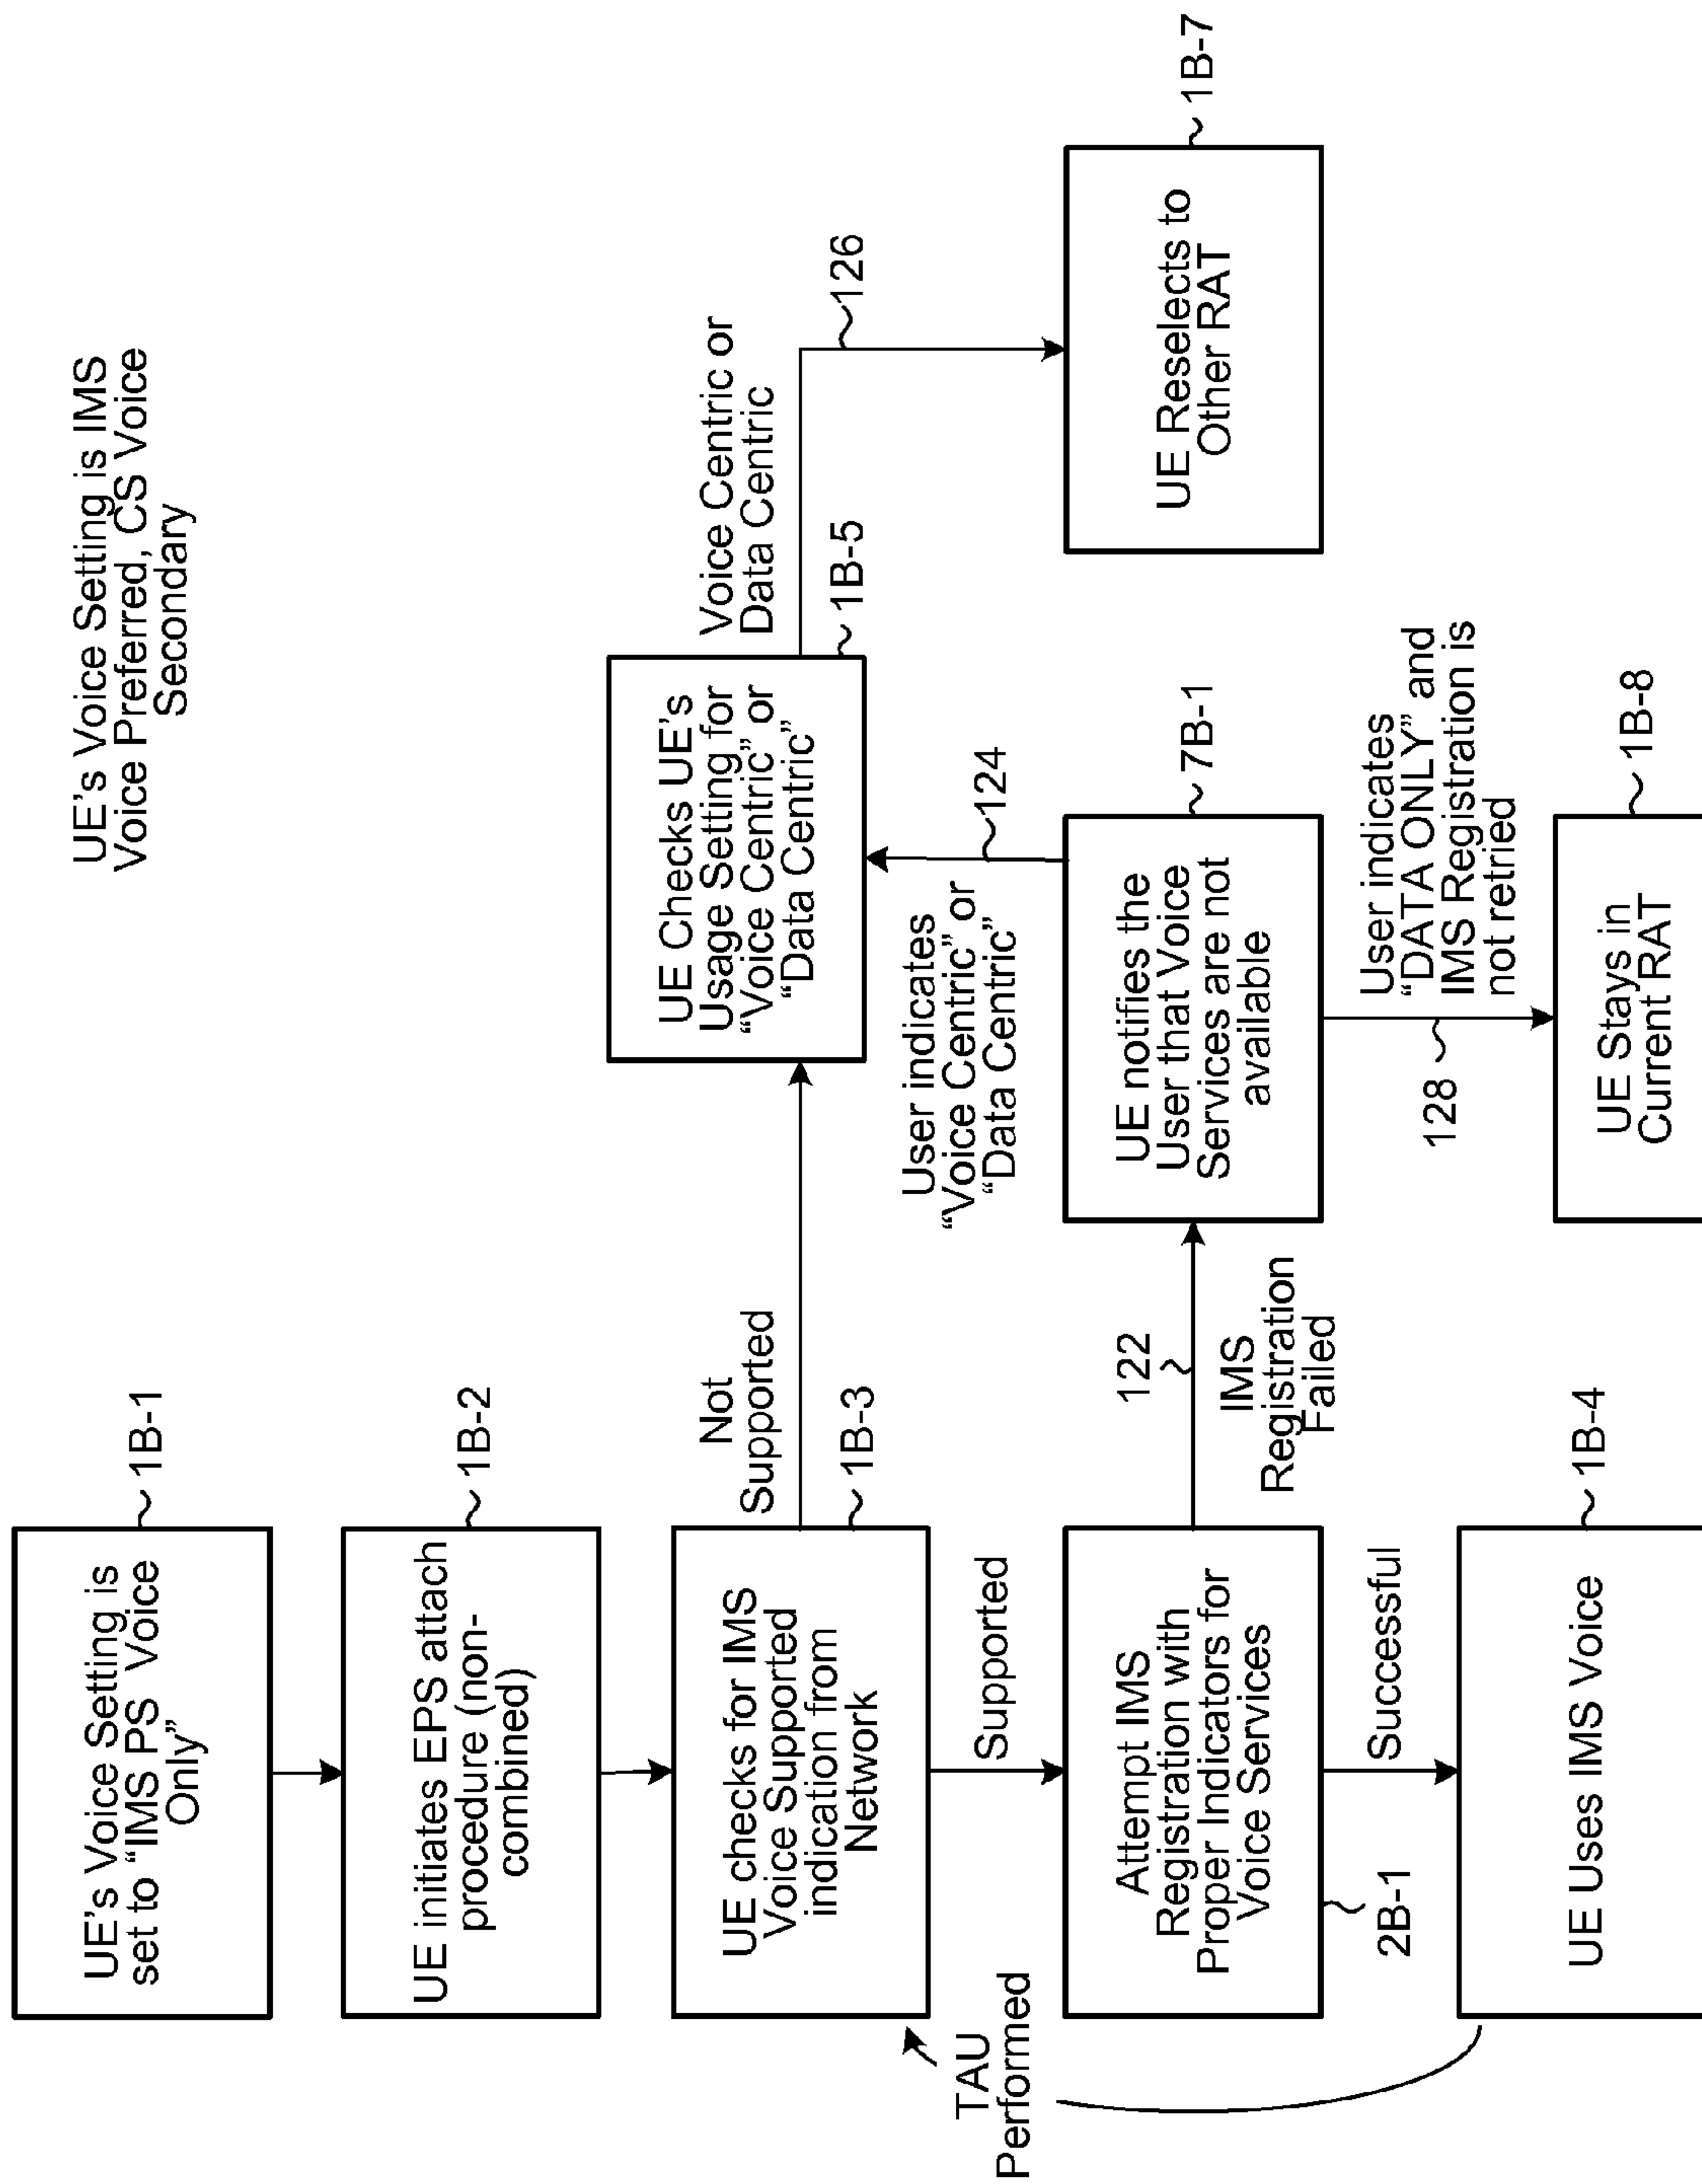 UE's Voice Setting is IMS
Voice Preferred, CS Voice
Secondary
UE's Voice Setting is
set to “IMS PS Voice
Only”
1B-1
UE initiates EPS attach
procedure (non-
combined)
1B-2
UE checks for IMS
Voice Supported
indication from
Network
1B-3
Not
Supported
UE Checks UE's
Usage Setting for
“Voice Centric” or
“Data Centric”
1B-5
Voice Centric or
Data Centric
126
TAU
Performed
Supported
User indicates
“Voice Centric” or
“Data Centric”
124
Attempt IMS
Registration with
Proper Indicators for
Voice Services
2B-1
122
IMS
Registration
Failed
UE notifies the
User that Voice
Services are not
available
7B-1
UE Reselects to
Other RAT
1B-7
Successful
128
User indicates
“DATA ONLY” and
IMS Registration is
not retried
UE Uses IMS Voice
1B-4
UE Stays in
Current RAT
1B-8